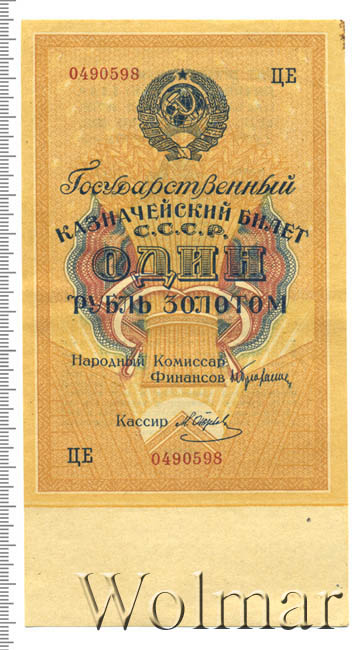 0490598 ЦЕ
Государственный
КАЗНАЧЕЙСКИЙ БИЛЕТ
С.С.С.Р.
ОДИН
РУБЛЬ ЗОЛОТОМ
Народный Комиссар
Финансов
Кассир
ЦЕ 0490598
Wolmar